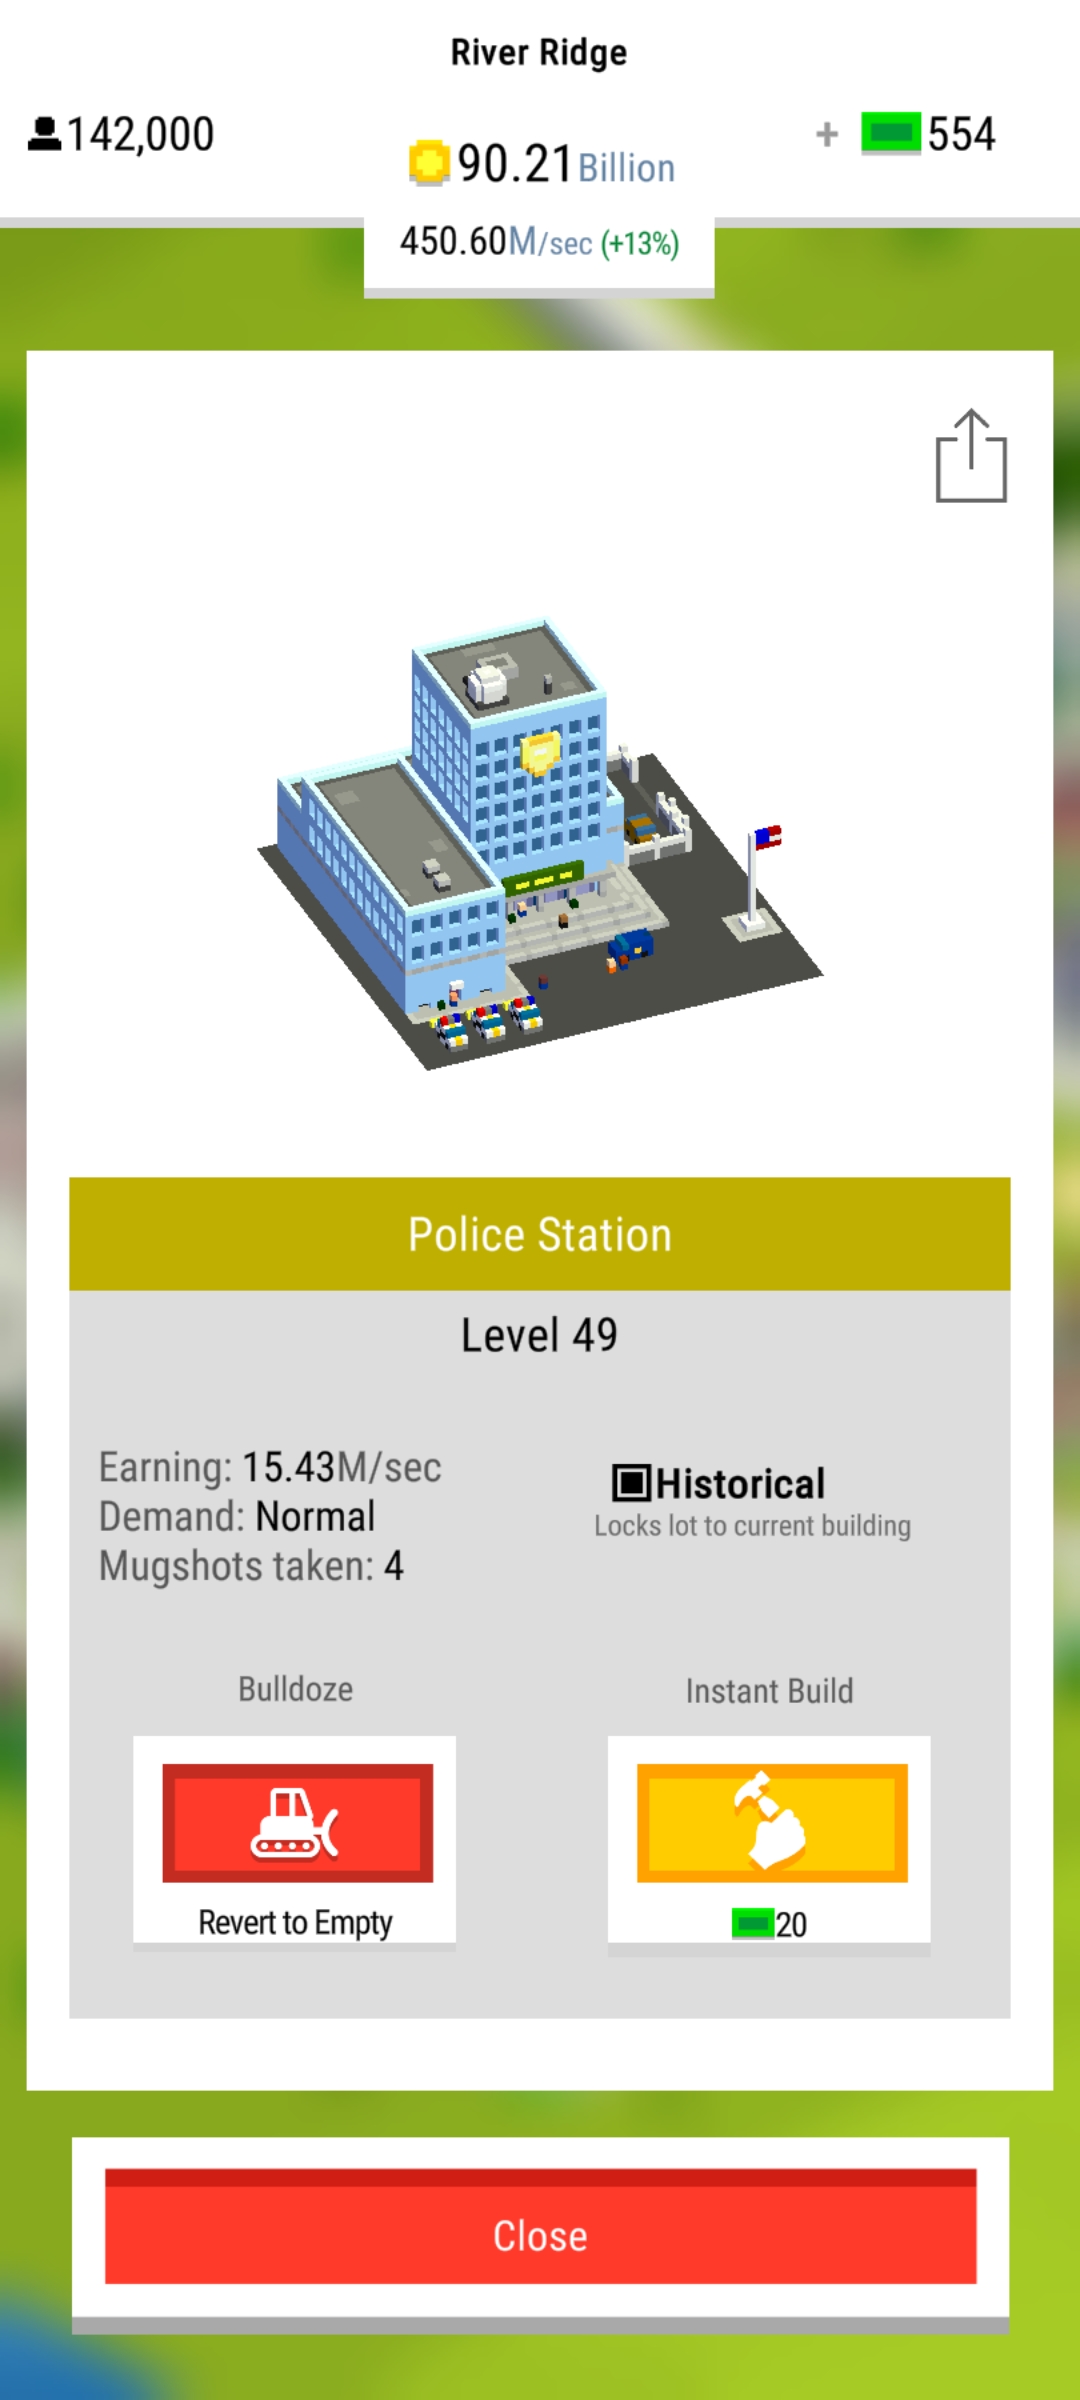 River Ridge
142,000
90.21 Billion
+ 554
450.60M/sec (+13%)
Police Station
Level 49
Earning: 15.43M/sec
Demand: Normal
Mugshots taken: 4
Historical
Locks lot to current building
Bulldoze
Revert to Empty
Instant Build
20
Close